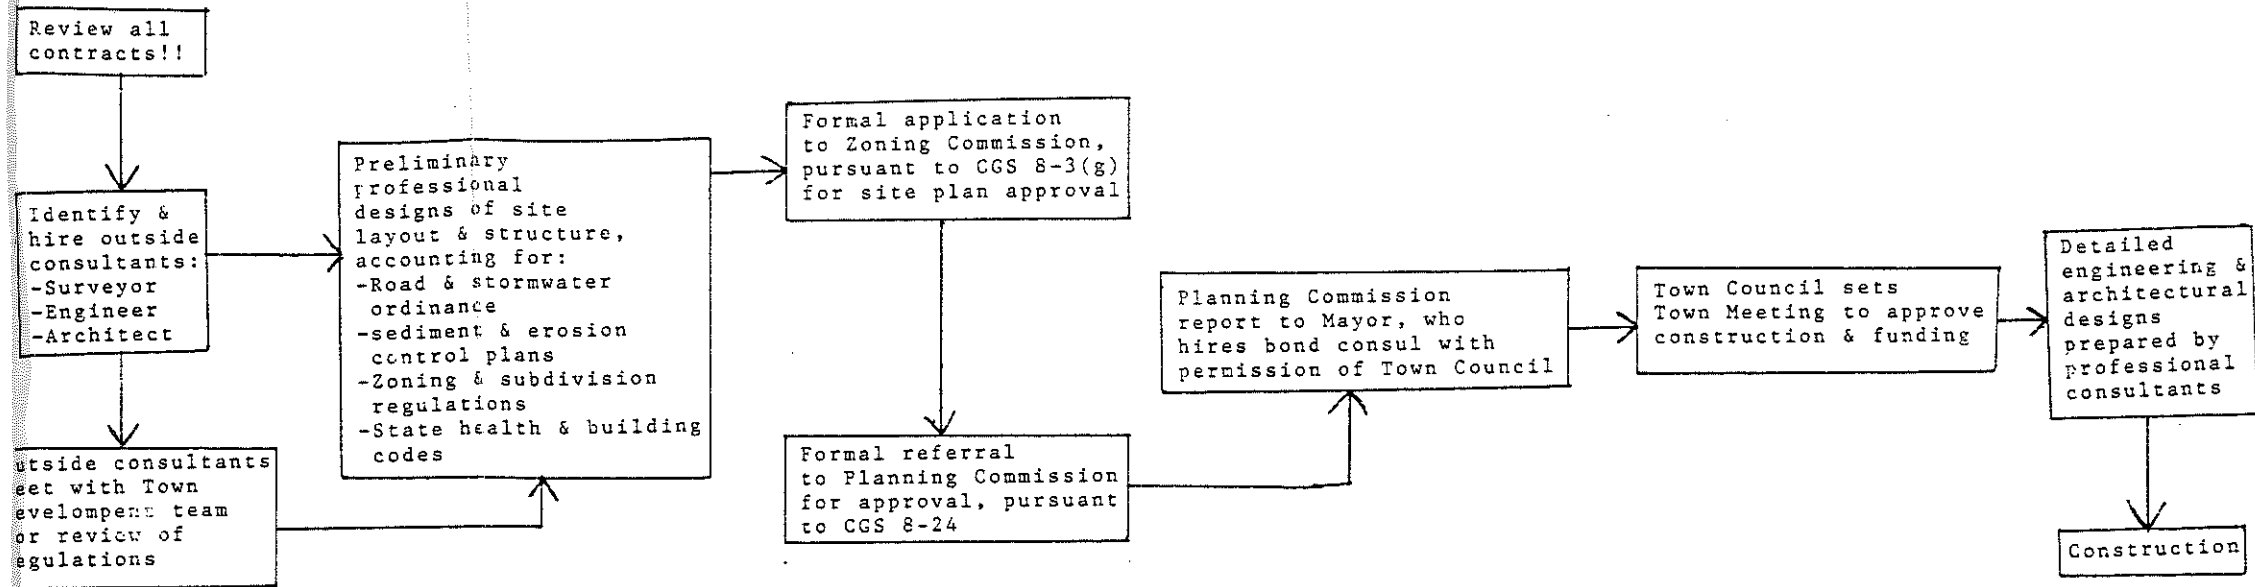 Review all
contracts!!
Identify &
hire outside
consultants:
-Surveyor
-Engineer
-Architect
utside consultants
eet with Town
evelompent team
or review of
egulations
Preliminary
professional
designs of site
layout & structure,
accounting for:
-Road & stormwater
ordinance
-sediment & erosion
control plans
-Zoning & subdivision
regulations
-State health & building
codes
Formal application
to Zoning Commission,
pursuant to CGS 8-3(g)
for site plan approval
Formal referral
to Planning Commission
for approval, pursuant
to CGS 8-24
Planning Commission
report to Mayor, who
hires bond consul with
permission of Town Council
Town Council sets
Town Meeting to approve
construction & funding
Detailed
engineering &
architectural
designs
prepared by
professional
consultants
Construction